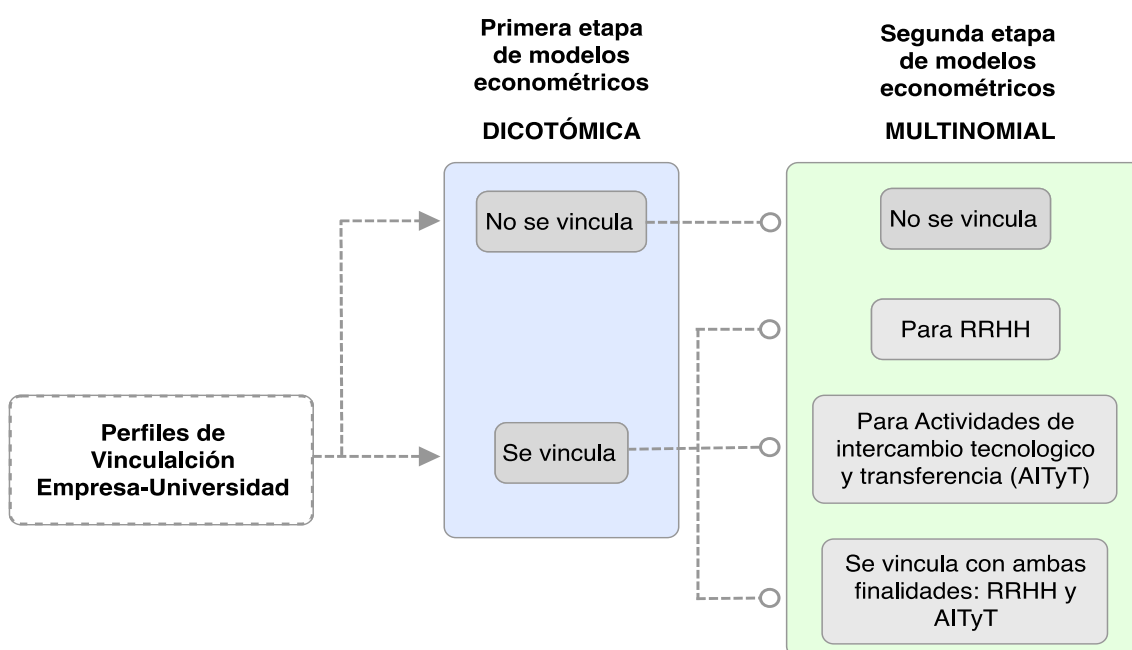 Primera etapa
de modelos
econométricos
DICOTÓMICA
Segunda etapa
de modelos
econométricos
MULTINOMIAL
No se vincula
No se vincula
Para RRHH
Perfiles de
Vinculalción
Empresa-Universidad
Se vincula
Para Actividades de
intercambio tecnologico
y transferencia (AITyT)
Se vincula con ambas
finalidades: RRHH y
AITyT